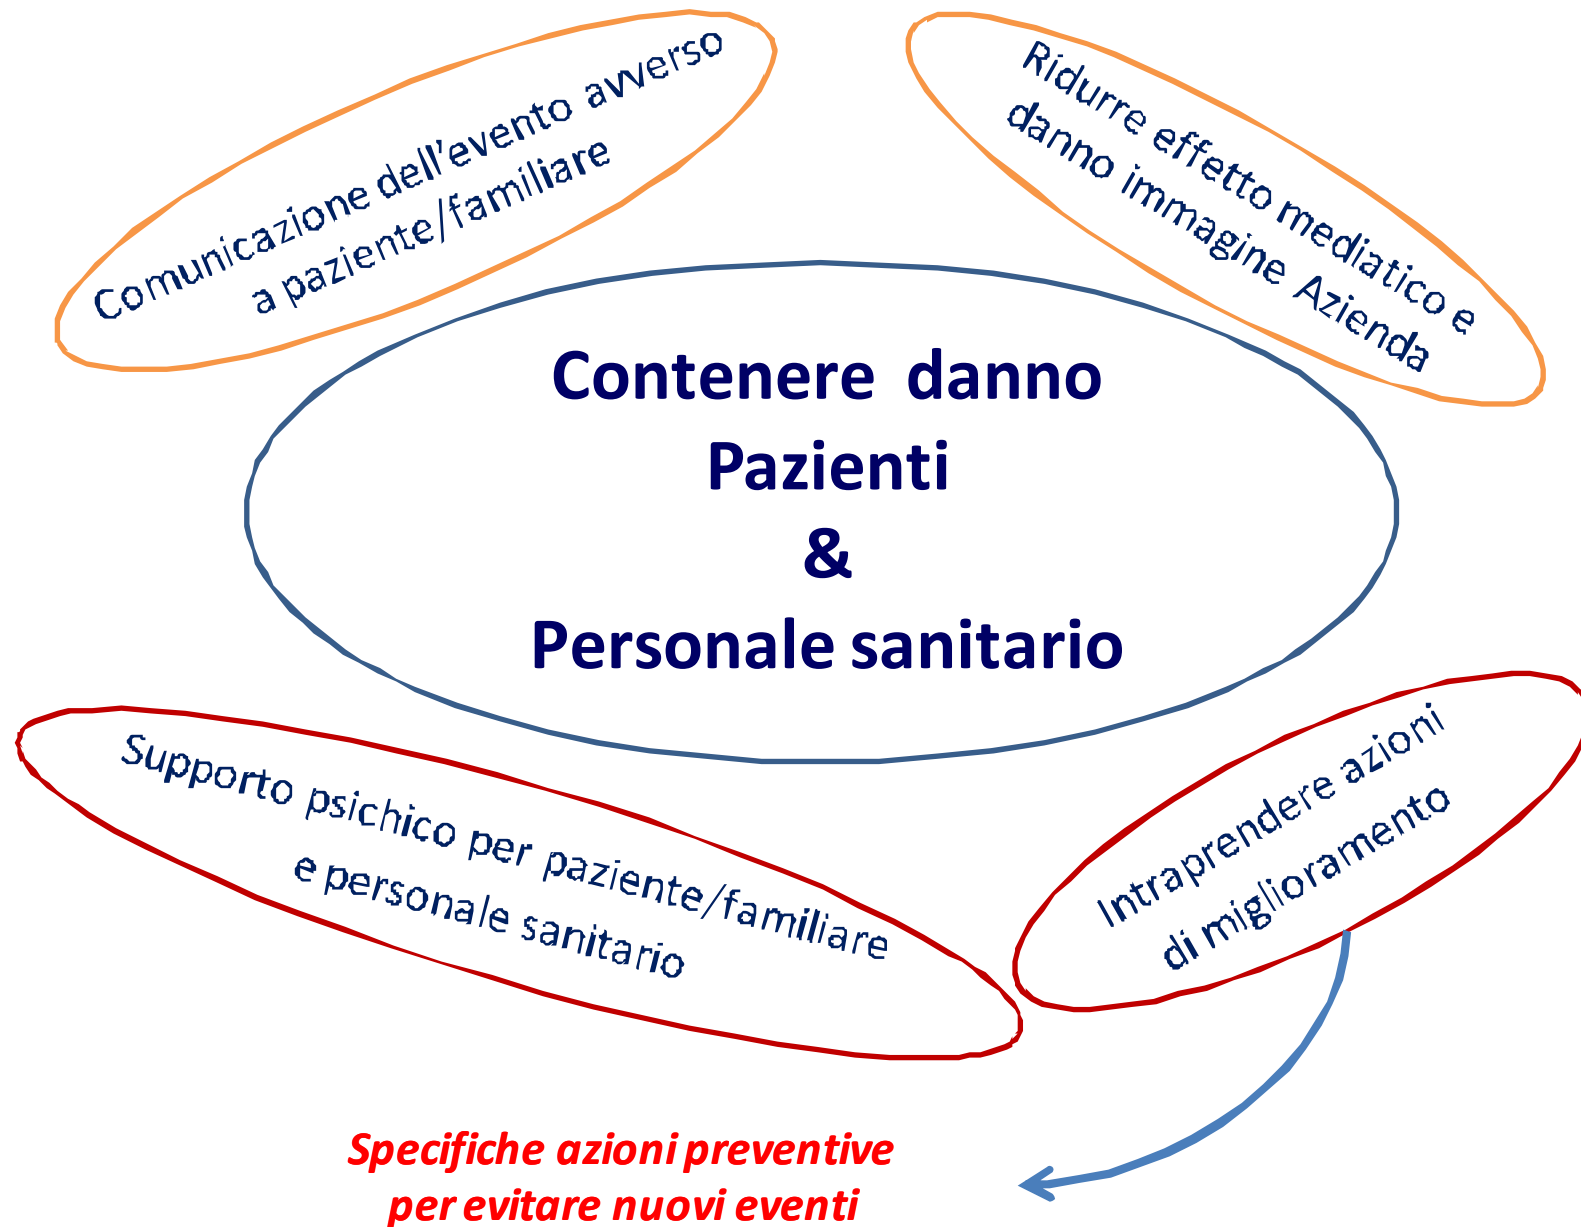 Comunicazione dell'evento avverso
a paziente/familiare
Ridurre effetto mediatico e
danno immagine Azienda
Contenere danno
Pazienti
&
Personale sanitario
Supporto psichico per paziente/familiare
e personale sanitario
Intraprendere azioni
di miglioramento
Specifiche azioni preventive
per evitare nuovi eventi